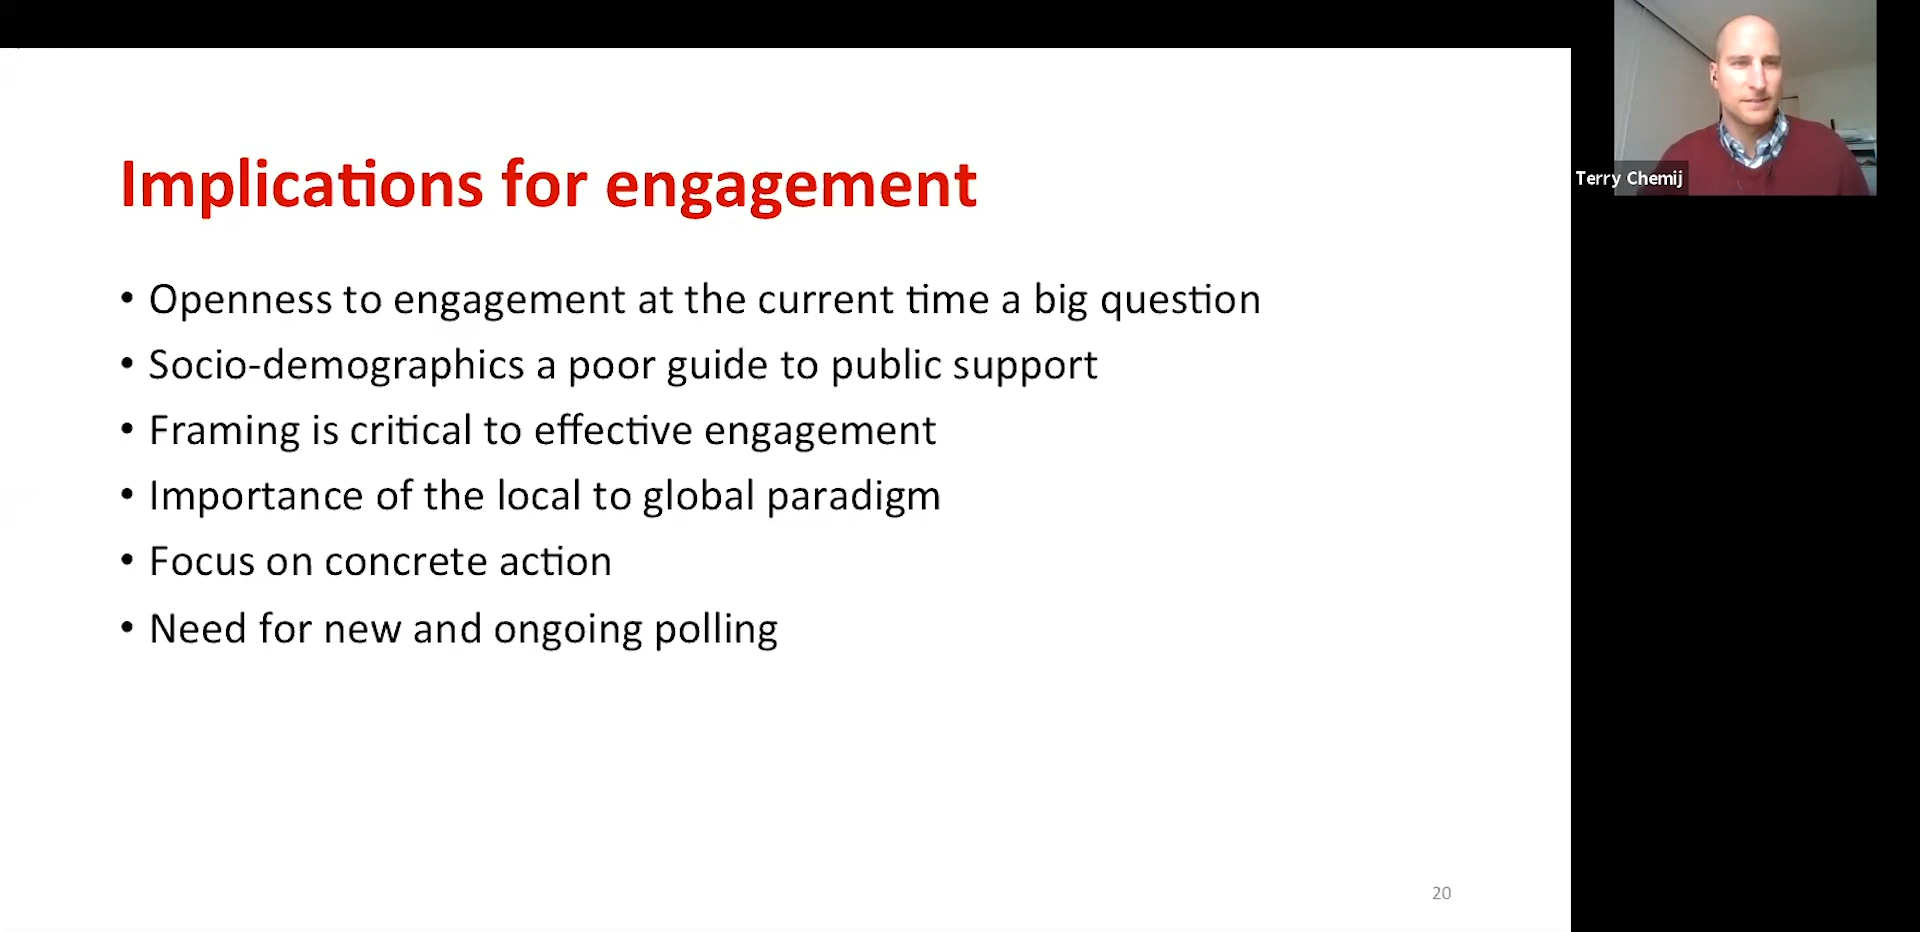 Implications for engagement
• Openness to engagement at the current time a big question
• Socio-demographics a poor guide to public support
• Framing is critical to effective engagement
• Importance of the local to global paradigm
• Focus on concrete action
• Need for new and ongoing polling
20
Terry Chemij